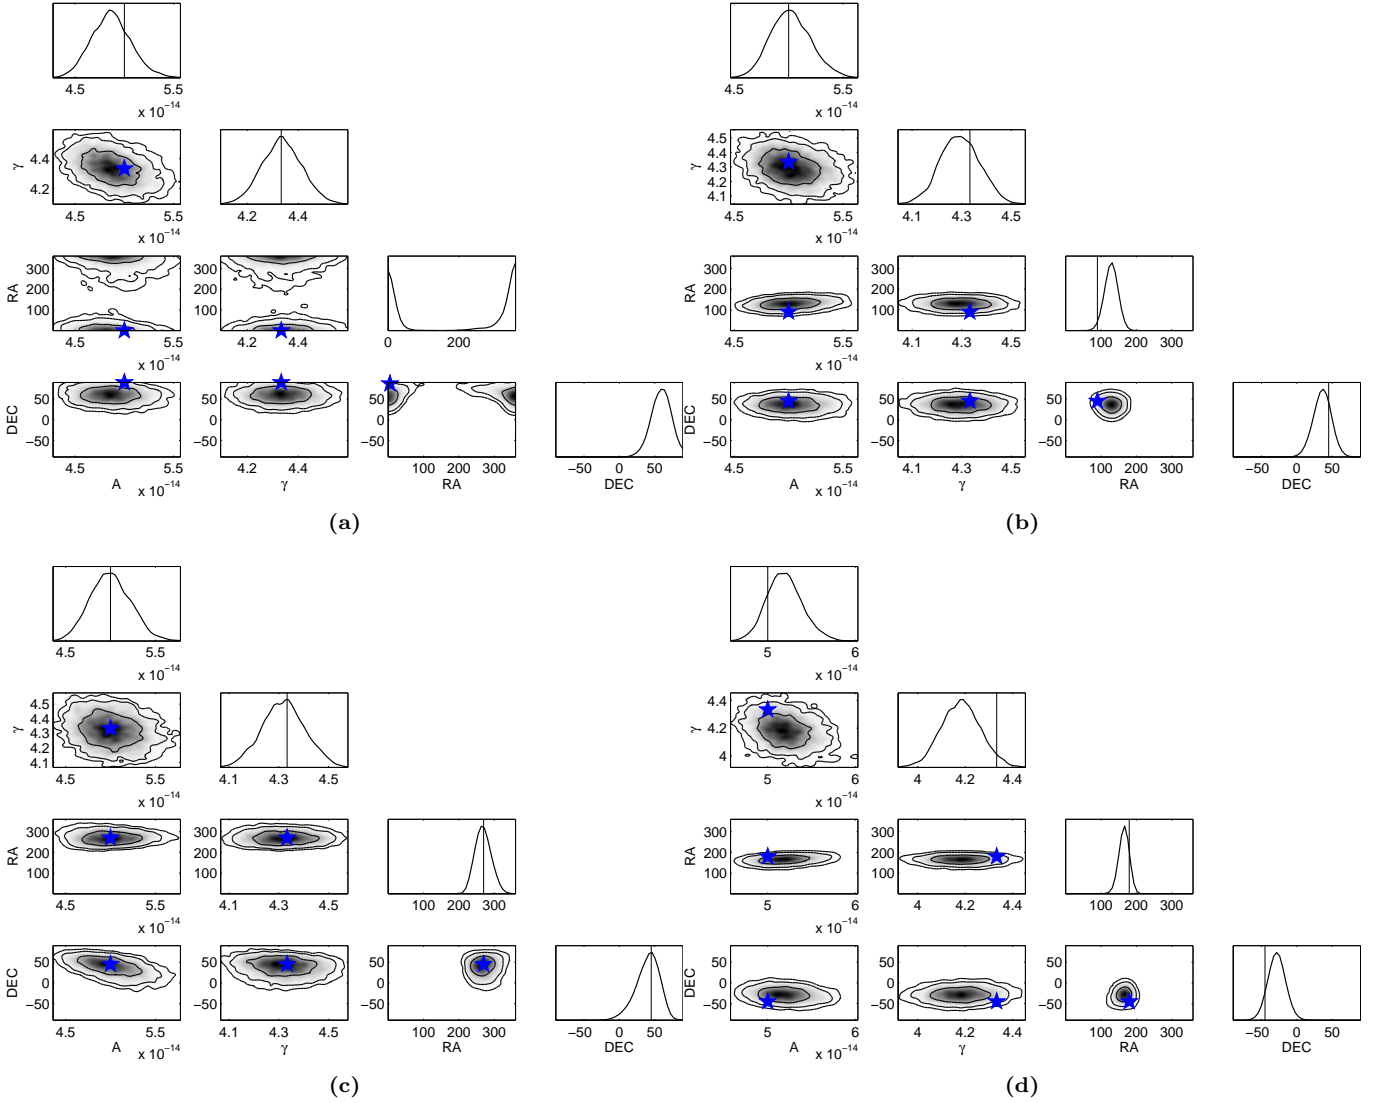 4.5 5.5 4.5 5.5
x 10⁻¹⁴ x 10⁻¹⁴
γ 4.4 4.2 γ 4.5 4.4 4.3 4.2 4.1
4.5 5.5 4.2 4.4 4.5 5.5 4.1 4.3 4.5
x 10⁻¹⁴ x 10⁻¹⁴
RA 300 200 100 300 200 100 RA 300 200 100 300 200 100
4.5 5.5 4.2 4.4 0 200 4.5 5.5 4.1 4.3 4.5 100 200 300
x 10⁻¹⁴ x 10⁻¹⁴
DEC 50 0 −50 50 0 −50 50 0 −50 DEC 50 0 −50 50 0 −50 50 0 −50
4.5 5.5 4.2 4.4 100 200 300 −50 0 50 4.5 5.5 4.1 4.3 4.5 100 200 300 −50 0 50
A x 10⁻¹⁴ γ RA DEC A x 10⁻¹⁴ γ RA DEC
(a) (b)
4.5 5.5 5 6
x 10⁻¹⁴ x 10⁻¹⁴
γ 4.5 4.4 4.3 4.2 4.1 γ 4.4 4.2 4
4.5 5.5 4.1 4.3 4.5 5 6 4 4.2 4.4
x 10⁻¹⁴ x 10⁻¹⁴
RA 300 200 100 300 200 100 RA 300 200 100 300 200 100
4.5 5.5 4.1 4.3 4.5 100 200 300 5 6 4 4.2 4.4 100 200 300
x 10⁻¹⁴ x 10⁻¹⁴
DEC 50 0 −50 50 0 −50 50 0 −50 DEC 50 0 −50 50 0 −50 50 0 −50
4.5 5.5 4.1 4.3 4.5 100 200 300 −50 0 50 5 6 4 4.2 4.4 100 200 300 −50 0 50
A x 10⁻¹⁴ γ RA DEC A x 10⁻¹⁴ γ RA DEC
(c) (d)